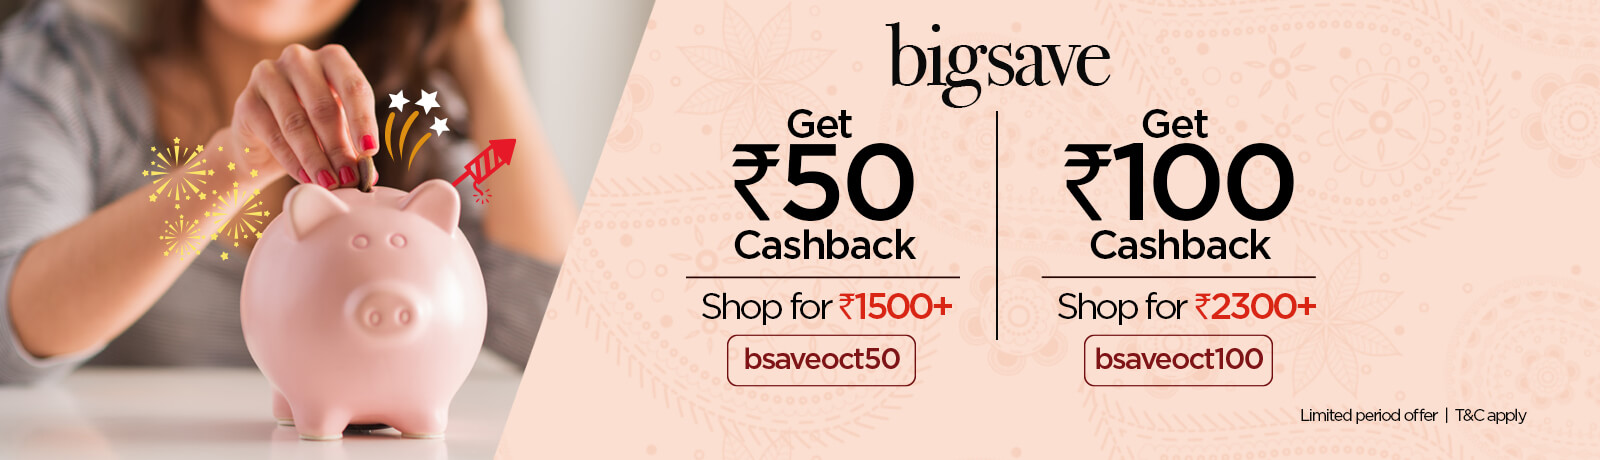 bigsave
Get
₹50
Cashback
Shop for ₹1500+
bsaveoct50
Get
₹100
Cashback
Shop for ₹2300+
bsaveoct100
Limited period offer | T&C apply